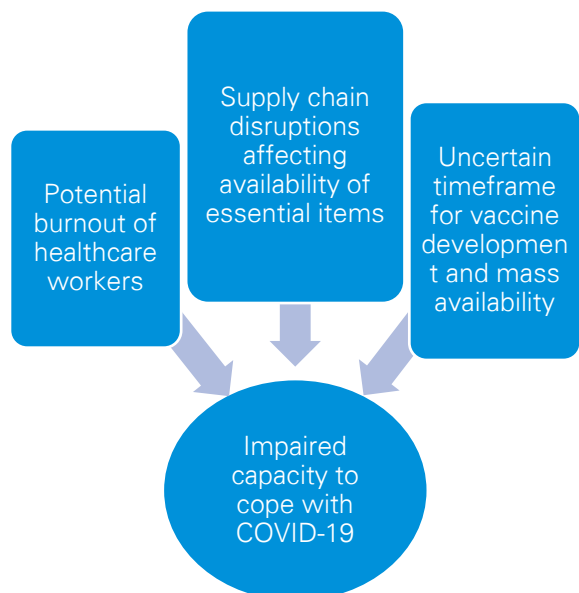 Potential
burnout of
healthcare
workers
Supply chain
disruptions
affecting
availability of
essential items
Uncertain
timeframe
for vaccine
developmen
t and mass
availability
Impaired
capacity to
cope with
COVID-19